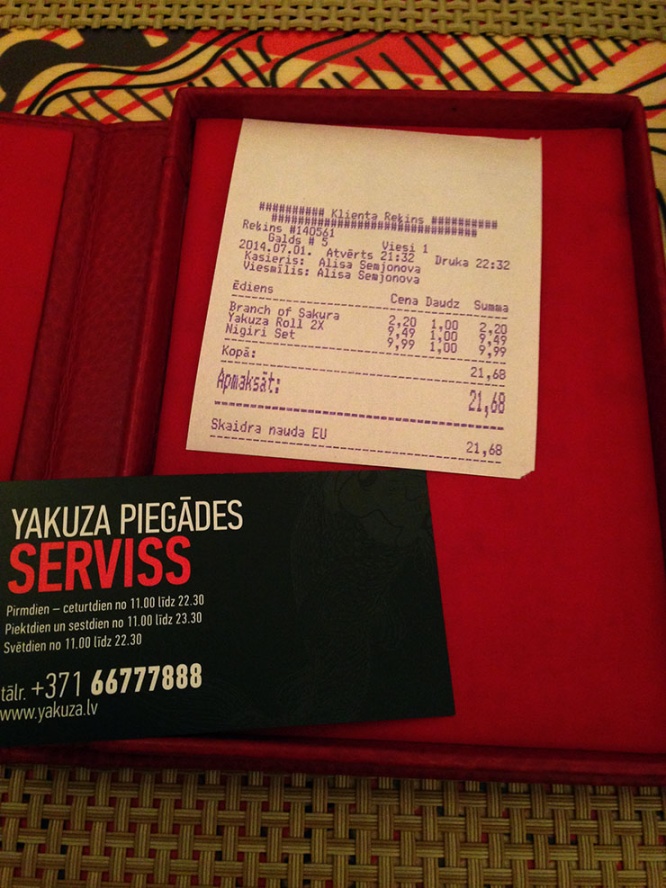 ########## Klienta Reķins ##########
################################
Reķins #140561
Galds # 5 Viesi 1
2014.07.01. Atvērts 21:32 Druka 22:32
Kasieris: Alisa Semjonova
Viesmīlis: Alisa Semjonova
Ēdiens Cena Daudz Summa
Branch of Sakura 2,20 1,00 2,20
Yakuza Roll 2X 9,49 1,00 9,49
Nigiri Set 9,99 1,00 9,99
Kopā: 21,68
Apmaksāt: 21,68
Skaidra nauda EU 21,68
YAKUZA PIEGĀDES
SERVISS
Pirmdien – ceturtdien no 11.00 līdz 22.30
Piektdien un sestdien no 11.00 līdz 23.30
Svētdien no 11.00 līdz 22.30
tālr. +371 66777888
www.yakuza.lv